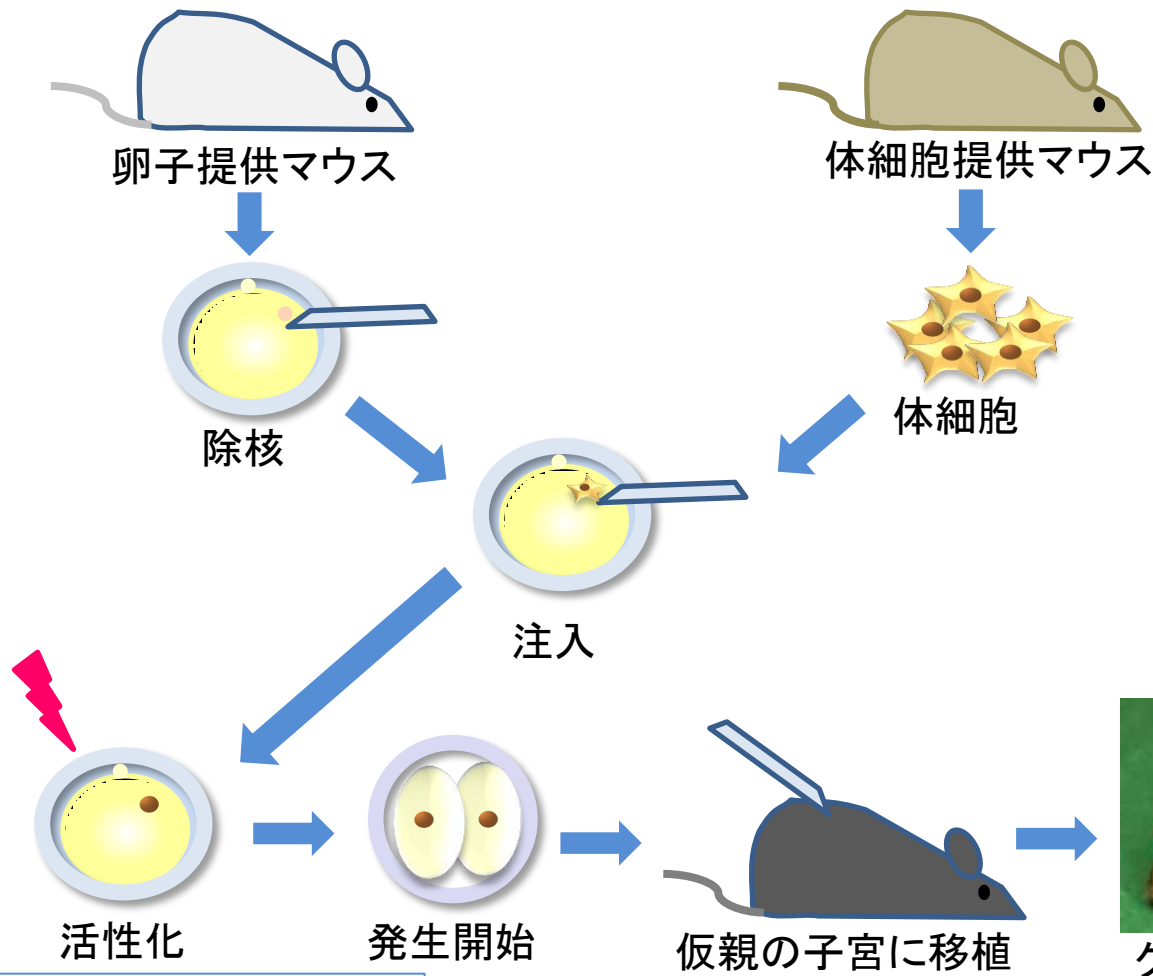 卵子提供マウス
体細胞提供マウス
除核
体細胞
注入
活性化
発生開始
仮親の子宮に移植